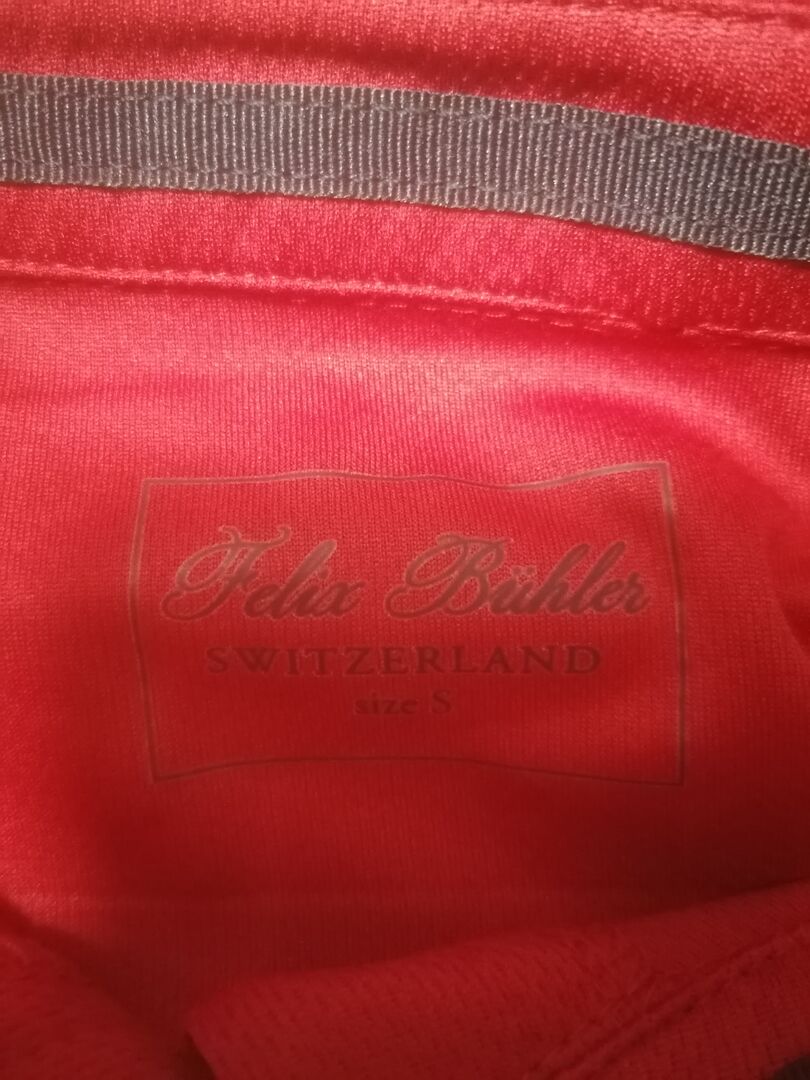 Felix Bühler
SWITZERLAND
size S